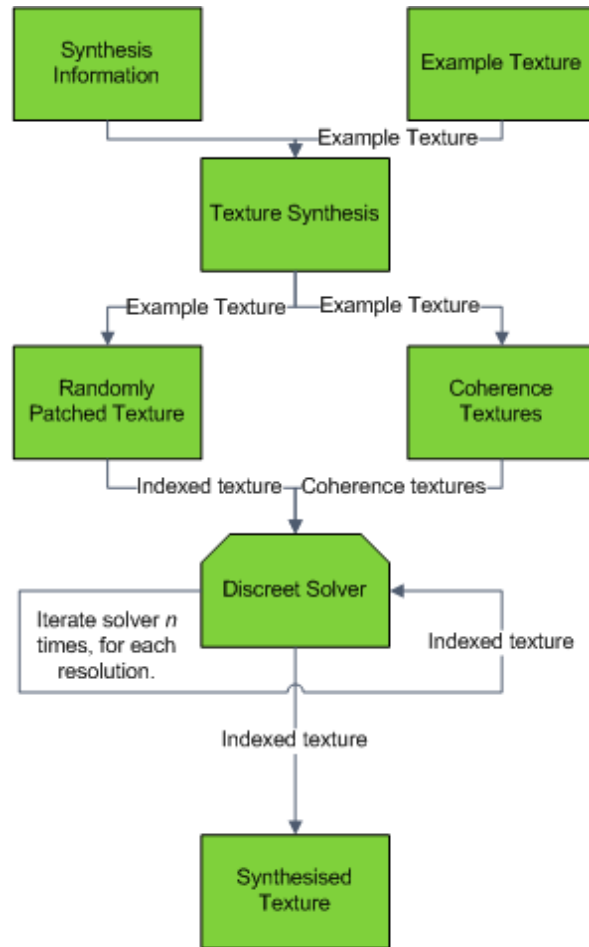 Synthesis
Information
Example Texture
Example Texture
Texture Synthesis
Example Texture
Example Texture
Randomly
Patched Texture
Coherence
Textures
Indexed texture
Coherence textures
Discreet Solver
Iterate solver n
times, for each
resolution.
Indexed texture
Indexed texture
Synthesised
Texture